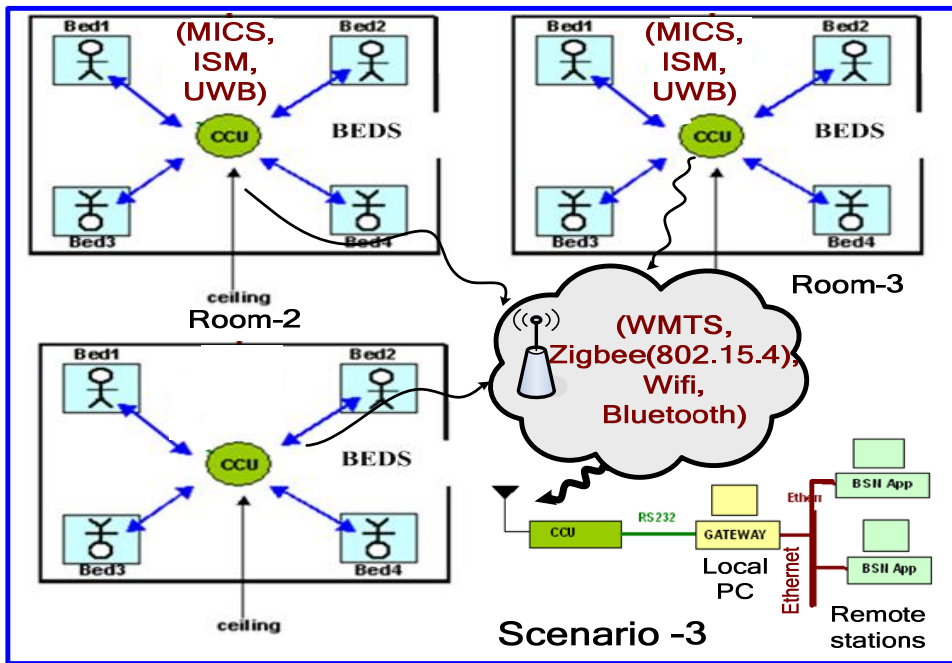 Bed1
(MICS,
ISM,
UWB)
Bed2
CCU
BEDS
Bed3
Bed4
ceiling
Room-2
Bed1
(MICS,
ISM,
UWB)
Bed2
CCU
BEDS
Bed3
Bed4
Room-3
(WMTS,
Zigbee(802.15.4),
Wifi,
Bluetooth)
Bed1
Bed2
CCU
BEDS
Bed3
Bed4
ceiling
CCU
RS232
GATEWAY
Local
PC
Ethernet
BSN App
BSN App
Remote
stations
Scenario -3